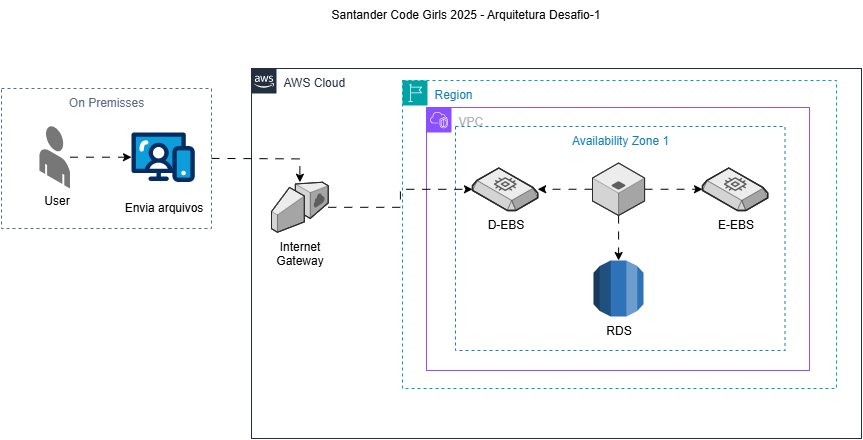 Santander Code Girls 2025 - Arquitetura Desafio-1
aws
AWS Cloud
Region
On Premisses
VPC
Availability Zone 1
User
Envia arquivos
D-EBS
E-EBS
Internet
Gateway
RDS